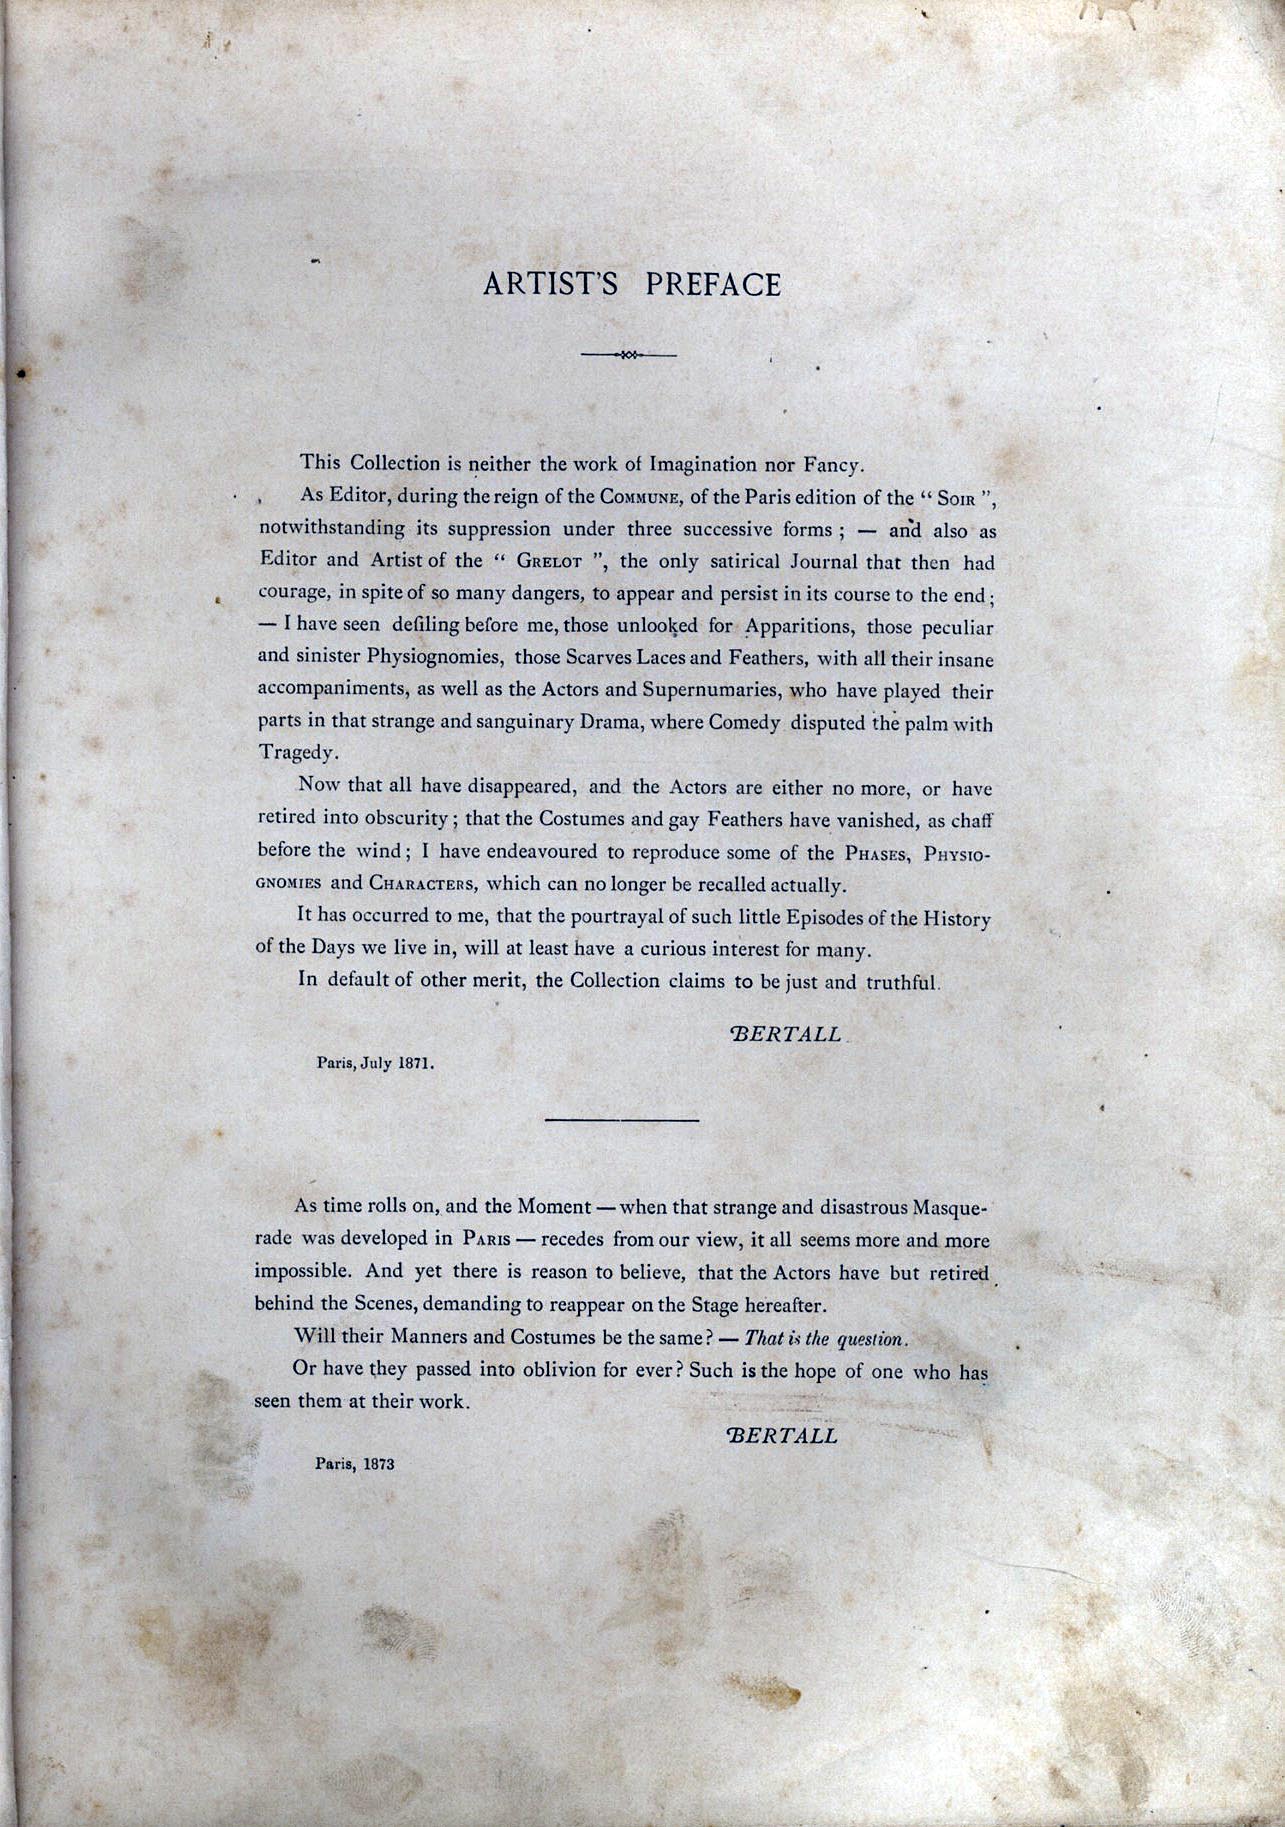 ARTIST'S PREFACE
This Collection is neither the work of Imagination nor Fancy.
As Editor, during the reign of the COMMUNE, of the Paris edition of the “ SOIR ”,
notwithstanding its suppression under three successive forms ; — and also as
Editor and Artist of the “ GRELOT ”, the only satirical Journal that then had
courage, in spite of so many dangers, to appear and persist in its course to the end ;
— I have seen defiling before me, those unlooked for Apparitions, those peculiar
and sinister Physiognomies, those Scarves Laces and Feathers, with all their insane
accompaniments, as well as the Actors and Supernumaries, who have played their
parts in that strange and sanguinary Drama, where Comedy disputed the palm with
Tragedy.
Now that all have disappeared, and the Actors are either no more, or have
retired into obscurity ; that the Costumes and gay Feathers have vanished, as chaff
before the wind ; I have endeavoured to reproduce some of the PHASES, PHYSIO-
GNOMIES and CHARACTERS, which can no longer be recalled actually.
It has occurred to me, that the pourtrayal of such little Episodes of the History
of the Days we live in, will at least have a curious interest for many.
In default of other merit, the Collection claims to be just and truthful.
BERTALL
Paris, July 1871.
As time rolls on, and the Moment — when that strange and disastrous Masque-
rade was developed in PARIS — recedes from our view, it all seems more and more
impossible. And yet there is reason to believe, that the Actors have but retired
behind the Scenes, demanding to reappear on the Stage hereafter.
Will their Manners and Costumes be the same ? — That is the question.
Or have they passed into oblivion for ever ? Such is the hope of one who has
seen them at their work.
BERTALL
Paris, 1873